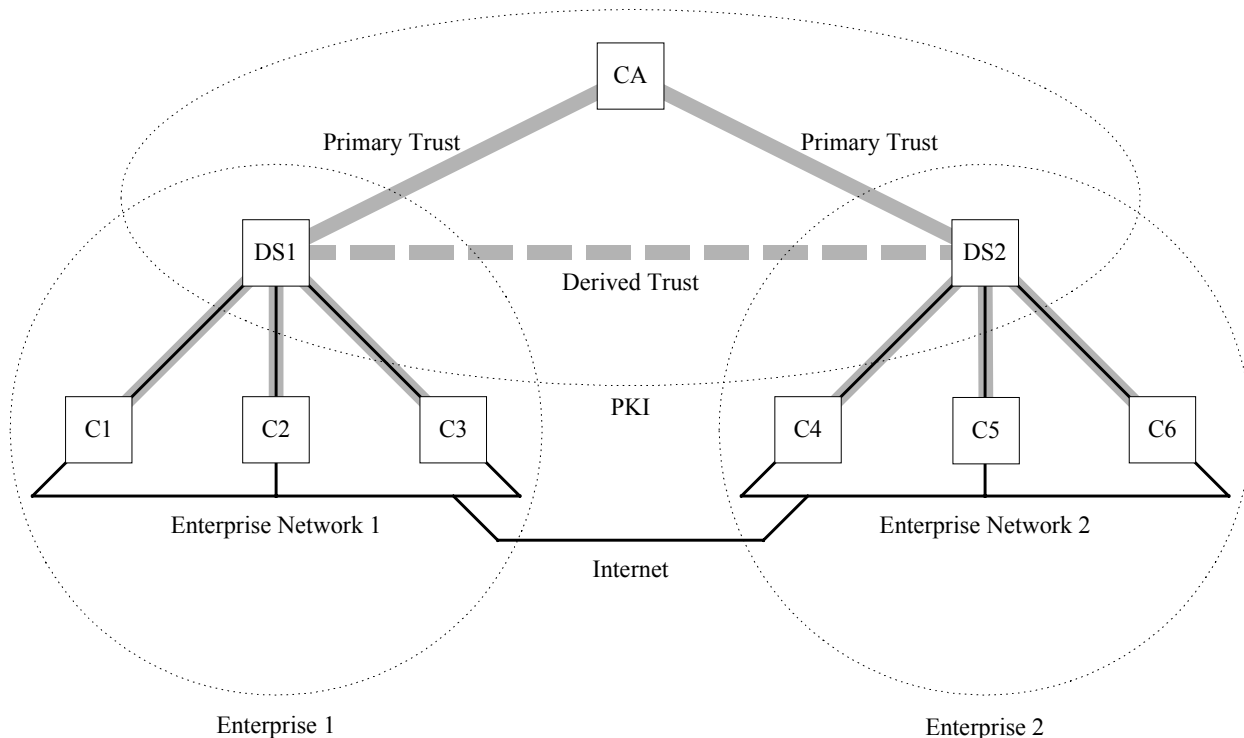 CA
Primary Trust
Primary Trust
DS1
DS2
Derived Trust
C1
C2
C3
PKI
C4
C5
C6
Enterprise Network 1
Enterprise Network 2
Internet
Enterprise 1
Enterprise 2